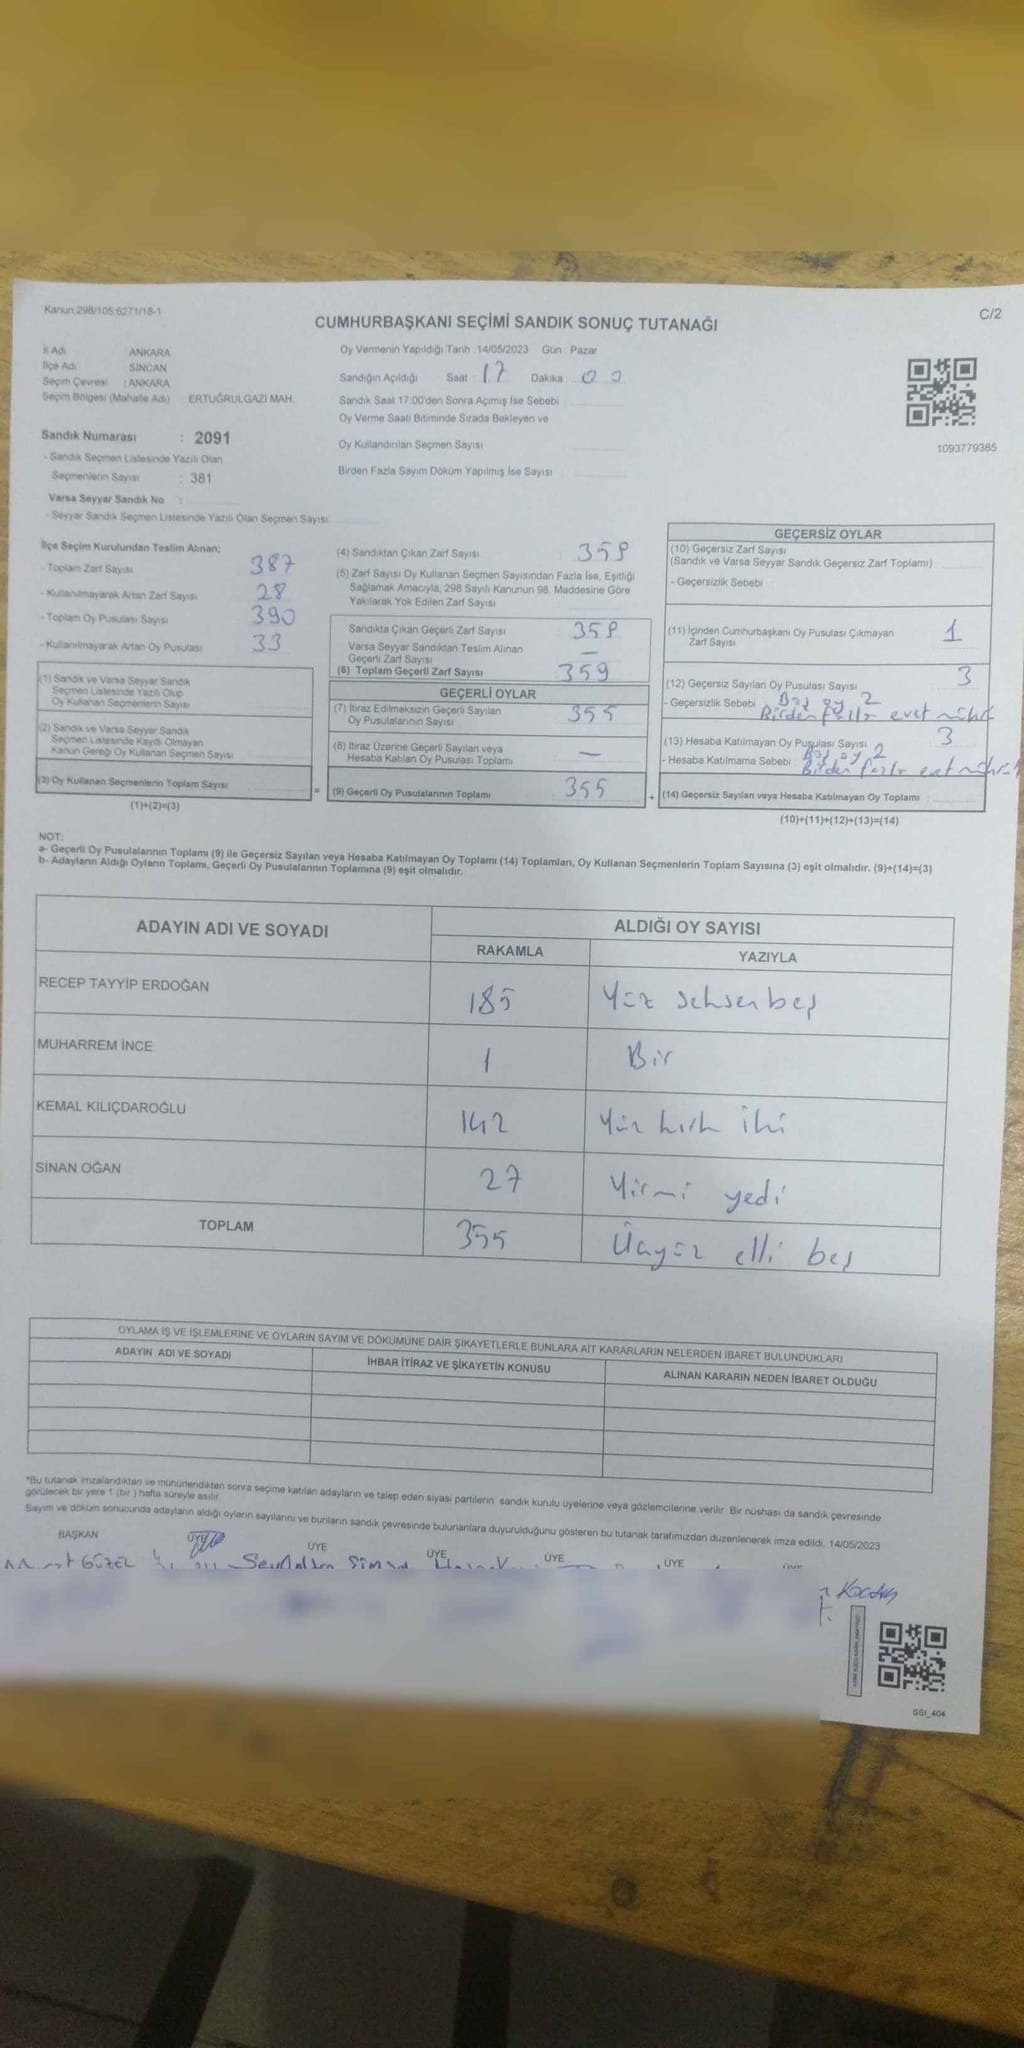 Kanun;298/105,6271/18-1
C/2
CUMHURBAŞKANI SEÇİMİ SANDIK SONUÇ TUTANAĞI
İl Adı ANKARA
İlçe Adı SİNCAN
Seçim Çevresi : ANKARA
Seçim Bölgesi (Mahalle Adı) ERTUĞRULGAZİ MAH.
Sandık Numarası : 2091
- Sandık Seçmen Listesinde Yazılı Olan
Seçmenlerin Sayısı : 381
Varsa Seyyar Sandık No :
- Seyyar Sandık Seçmen Listesinde Yazılı Olan Seçmen Sayısı
Oy Vermenin Yapıldığı Tarih : 14/05/2023 Gün : Pazar
Sandığın Açıldığı Saat : 17 Dakika : 00
Sandık Saat 17:00'den Sonra Açmış İse Sebebi
Oy Verme Saati Bitiminde Sırada Bekleyen ve
Oy Kullandırılan Seçmen Sayısı
Birden Fazla Sayım Döküm Yapılmış İse Sayısı
1093779385
İlçe Seçim Kurulundan Teslim Alınan;
- Toplam Zarf Sayısı 387
- Kullanılmayarak Artan Zarf Sayısı 28
- Toplam Oy Pusulası Sayısı 390
- Kullanılmayarak Artan Oy Pusulası 33
(1) Sandık ve Varsa Seyyar Sandık
Seçmen Listesinde Yazılı Olup
Oy Kullanan Seçmenlerin Sayısı
(2) Sandık ve Varsa Seyyar Sandık
Seçmen Listesinde Kayıtlı Olmayan
Kanun Gereği Oy Kullanan Seçmen Sayısı
(3) Oy Kullanan Seçmenlerin Toplam Sayısı
(1)+(2)=(3)
=
(4) Sandıktan Çıkan Zarf Sayısı 359
(5) Zarf Sayısı Oy Kullanan Seçmen Sayısından Fazla İse, Eşitliği
Sağlamak Amacıyla, 298 Sayılı Kanunun 98. Maddesine Göre
Yakılarak Yok Edilen Zarf Sayısı
Sandıkta Çıkan Geçerli Zarf Sayısı 359
Varsa Seyyar Sandıktan Teslim Alınan
Geçerli Zarf Sayısı —
(6) Toplam Geçerli Zarf Sayısı 359
GEÇERLİ OYLAR
(7) İtiraz Edilmeksizin Geçerli Sayılan
Oy Pusulalarının Sayısı 355
(8) İtiraz Üzerine Geçerli Sayılan veya
Hesaba Katılan Oy Pusulası Toplamı —
(9) Geçerli Oy Pusulalarının Toplamı 355
+
GEÇERSİZ OYLAR
(10) Geçersiz Zarf Sayısı
(Sandık ve Varsa Seyyar Sandık Geçersiz Zarf Toplamı)
- Geçersizlik Sebebi
(11) İçinden Cumhurbaşkanı Oy Pusulası Çıkmayan
Zarf Sayısı 1
(12) Geçersiz Sayılan Oy Pusulası Sayısı 3
- Geçersizlik Sebebi : Boş oy 2
Birden fazla evet mührü
(13) Hesaba Katılmayan Oy Pusulası Sayısı 3
- Hesaba Katılmama Sebebi : Boş oy 2
Birden fazla evet mührü
(14) Geçersiz Sayılan veya Hesaba Katılmayan Oy Toplamı :
(10)+(11)+(12)+(13)=(14)
NOT:
a- Geçerli Oy Pusulalarının Toplamı (9) ile Geçersiz Sayılan veya Hesaba Katılmayan Oy Toplamı (14) Toplamları, Oy Kullanan Seçmenlerin Toplam Sayısına (3) eşit olmalıdır. (9)+(14)=(3)
b- Adayların Aldığı Oyların Toplamı, Geçerli Oy Pusulalarının Toplamına (9) eşit olmalıdır.
ADAYIN ADI VE SOYADI ALDIĞI OY SAYISI
RAKAMLA YAZIYLA
RECEP TAYYİP ERDOĞAN 185 Yüz seksenbeş
MUHARREM İNCE 1 Bir
KEMAL KILIÇDAROĞLU 142 Yüz kırk iki
SİNAN OĞAN 27 Yirmi yedi
TOPLAM 355 Üçyüz elli beş
OYLAMA İŞ VE İŞLEMLERİNE VE OYLARIN SAYIM VE DÖKÜMÜNE DAİR ŞİKAYETLERLE BUNLARA AİT KARARLARIN NELERDEN İBARET BULUNDUKLARI
ADAYIN ADI VE SOYADI İHBAR İTİRAZ VE ŞİKAYETİN KONUSU ALINAN KARARIN NEDEN İBARET OLDUĞU
*Bu tutanak imzalandıktan ve mühürlendikten sonra seçime katılan adayların ve talep eden siyasi partilerin sandık kurulu üyelerine veya gözlemcilerine verilir. Bir nüshası da sandık çevresinde
görülecek bir yere 1 (bir) hafta süreyle asılır.
Sayım ve döküm sonucunda adayların aldığı oyların sayılarını ve bunların sandık çevresinde bulunanlara duyurulduğunu gösteren bu tutanak tarafımızdan düzenlenerek imza edildi. 14/05/2023
BAŞKAN ÜYE ÜYE ÜYE ÜYE ÜYE
GÜZEL
SSI_404